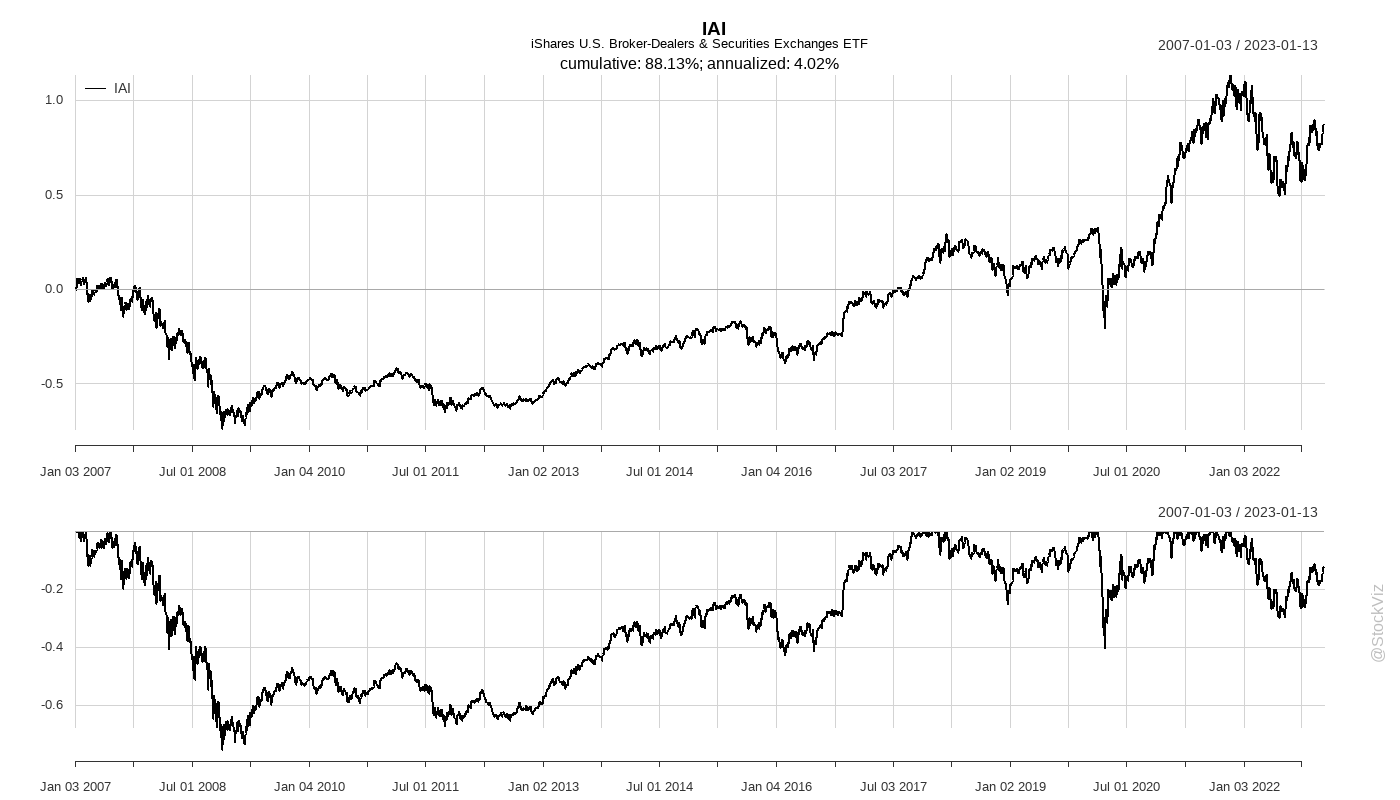 IAI
iShares U.S. Broker-Dealers & Securities Exchanges ETF
2007-01-03 / 2023-01-13
cumulative: 88.13%; annualized: 4.02%
IAI
1.0
0.5
0.0
-0.5
Jan 03 2007 Jul 01 2008 Jan 04 2010 Jul 01 2011 Jan 02 2013 Jul 01 2014 Jan 04 2016 Jul 03 2017 Jan 02 2019 Jul 01 2020 Jan 03 2022
2007-01-03 / 2023-01-13
-0.2
-0.4
-0.6
Jan 03 2007 Jul 01 2008 Jan 04 2010 Jul 01 2011 Jan 02 2013 Jul 01 2014 Jan 04 2016 Jul 03 2017 Jan 02 2019 Jul 01 2020 Jan 03 2022
@StockViz